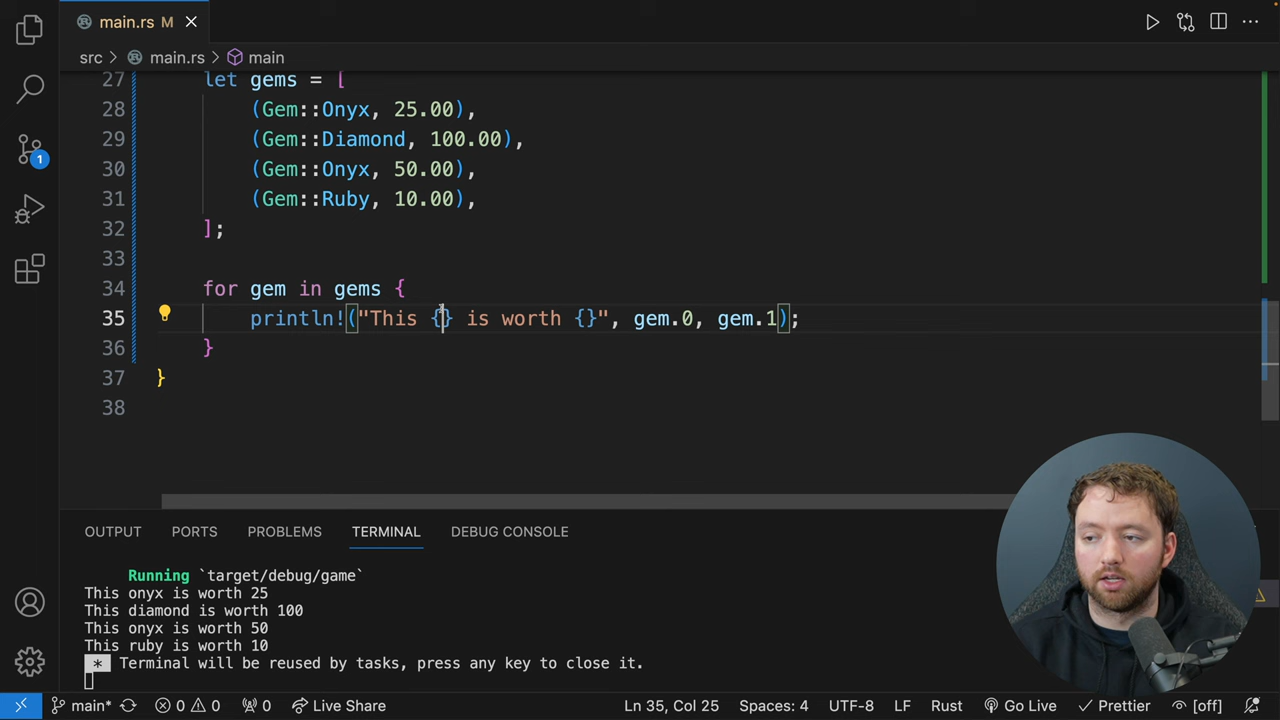 main.rs M
src > main.rs > main
27 let gems = [
28 (Gem::Onyx, 25.00),
29 (Gem::Diamond, 100.00),
30 (Gem::Onyx, 50.00),
31 (Gem::Ruby, 10.00),
32 ];
33
34 for gem in gems {
35 println!("This {} is worth {}", gem.0, gem.1);
36 }
37 }
38
1
OUTPUT PORTS PROBLEMS TERMINAL DEBUG CONSOLE
Running `target/debug/game`
This onyx is worth 25
This diamond is worth 100
This onyx is worth 50
This ruby is worth 10
* Terminal will be reused by tasks, press any key to close it.
main* 0 0 0 Live Share Ln 35, Col 25 Spaces: 4 UTF-8 LF Rust Go Live Prettier [off]